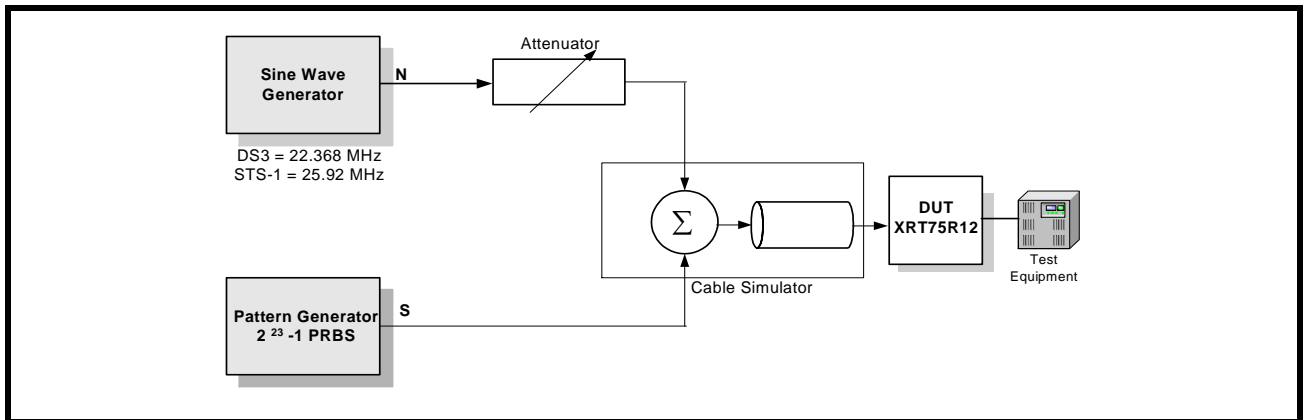 Attenuator
Sine Wave
Generator
N
DS3 = 22.368 MHz
STS-1 = 25.92 MHz
Σ
DUT
XRT75R12
Test
Equipment
Cable Simulator
Pattern Generator
2 23 -1 PRBS
S